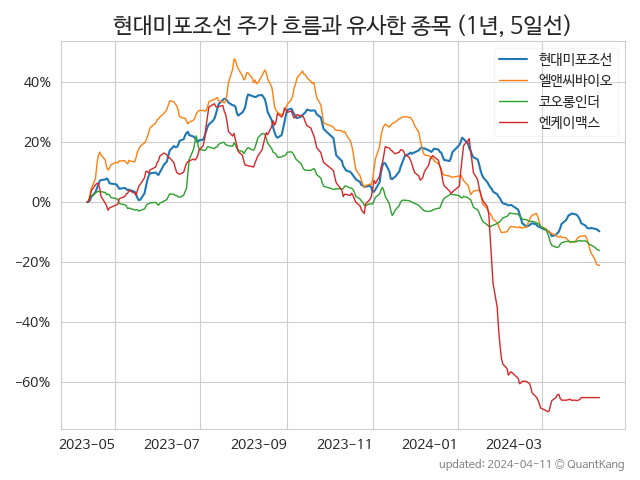 현대미포조선 주가 흐름과 유사한 종목 (1년, 5일선)
현대미포조선
엘앤씨바이오
코오롱인더
엔케이맥스
40%
20%
0%
−20%
−40%
−60%
2023-05 2023-07 2023-09 2023-11 2024-01 2024-03
updated: 2024-04-11 © QuantKang